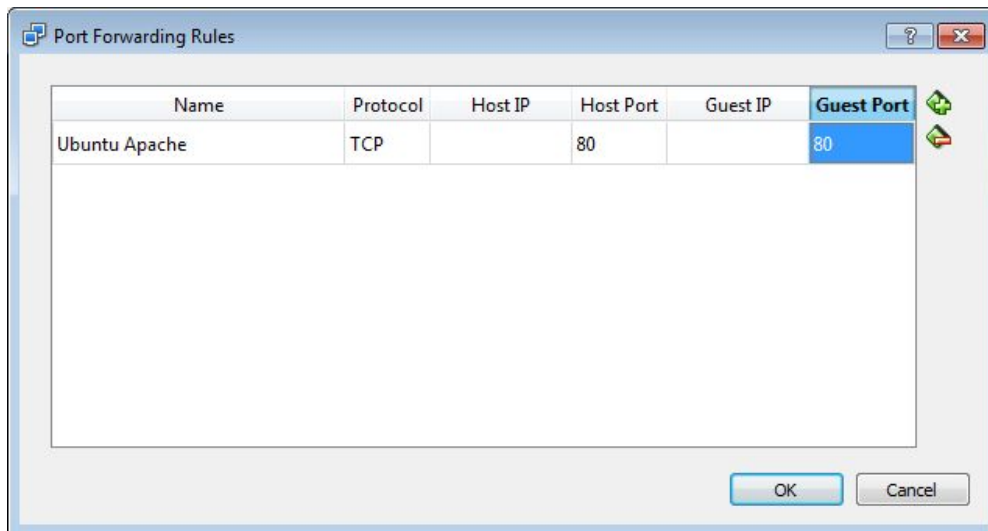 Port Forwarding Rules ?
Name Protocol Host IP Host Port Guest IP Guest Port
Ubuntu Apache TCP 80 80
OK Cancel